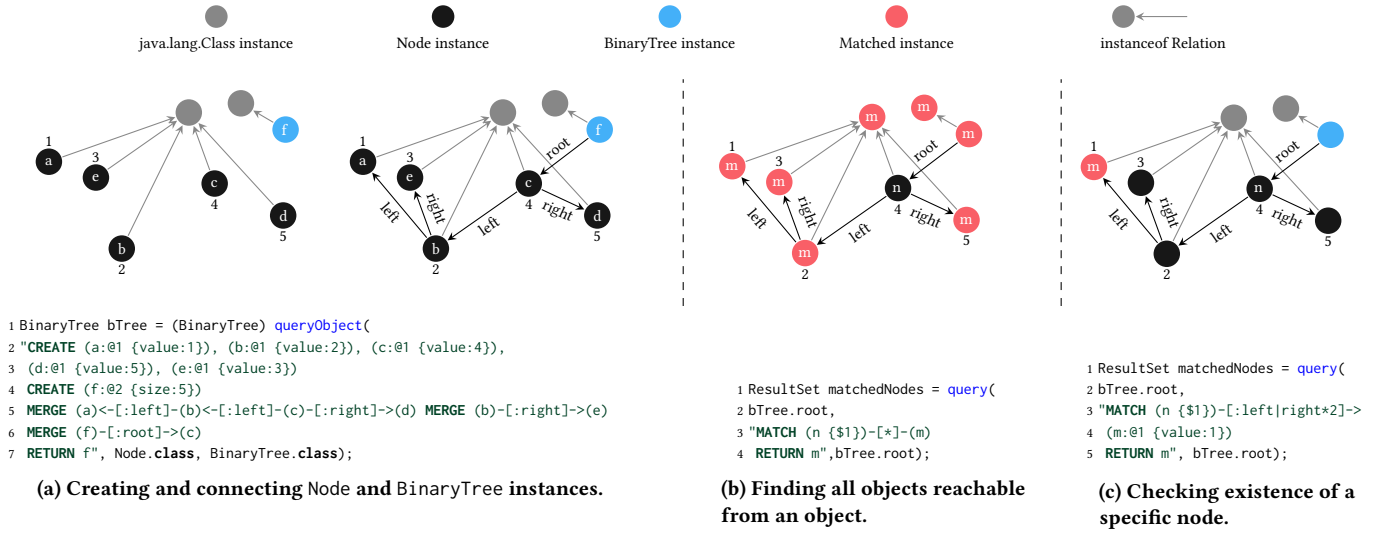 java.lang.Class instance
Node instance
BinaryTree instance
Matched instance
instanceof Relation
1
a
3
e
b
2
c
4
d
5
f
1
a
3
e
b
2
c
4
d
5
f
root
left
right
left
right
1
m
3
m
m
2
m
m
m
n
4
m
5
root
left
right
left
right
1
m
3
2
n
4
5
root
left
right
left
right
1 BinaryTree bTree = (BinaryTree) queryObject(
2 "CREATE (a:@1 {value:1}), (b:@1 {value:2}), (c:@1 {value:4}),
3 (d:@1 {value:5}), (e:@1 {value:3})
4 CREATE (f:@2 {size:5})
5 MERGE (a)<-[:left]-(b)<-[:left]-(c)-[:right]->(d) MERGE (b)-[:right]->(e)
6 MERGE (f)-[:root]->(c)
7 RETURN f", Node.class, BinaryTree.class);
(a) Creating and connecting Node and BinaryTree instances.
1 ResultSet matchedNodes = query(
2 bTree.root,
3 "MATCH (n {$1})-[*]-(m)
4 RETURN m",bTree.root);
(b) Finding all objects reachable
from an object.
1 ResultSet matchedNodes = query(
2 bTree.root,
3 "MATCH (n {$1})-[:left|right*2]->
4 (m:@1 {value:1})
5 RETURN m", bTree.root);
(c) Checking existence of a
specific node.